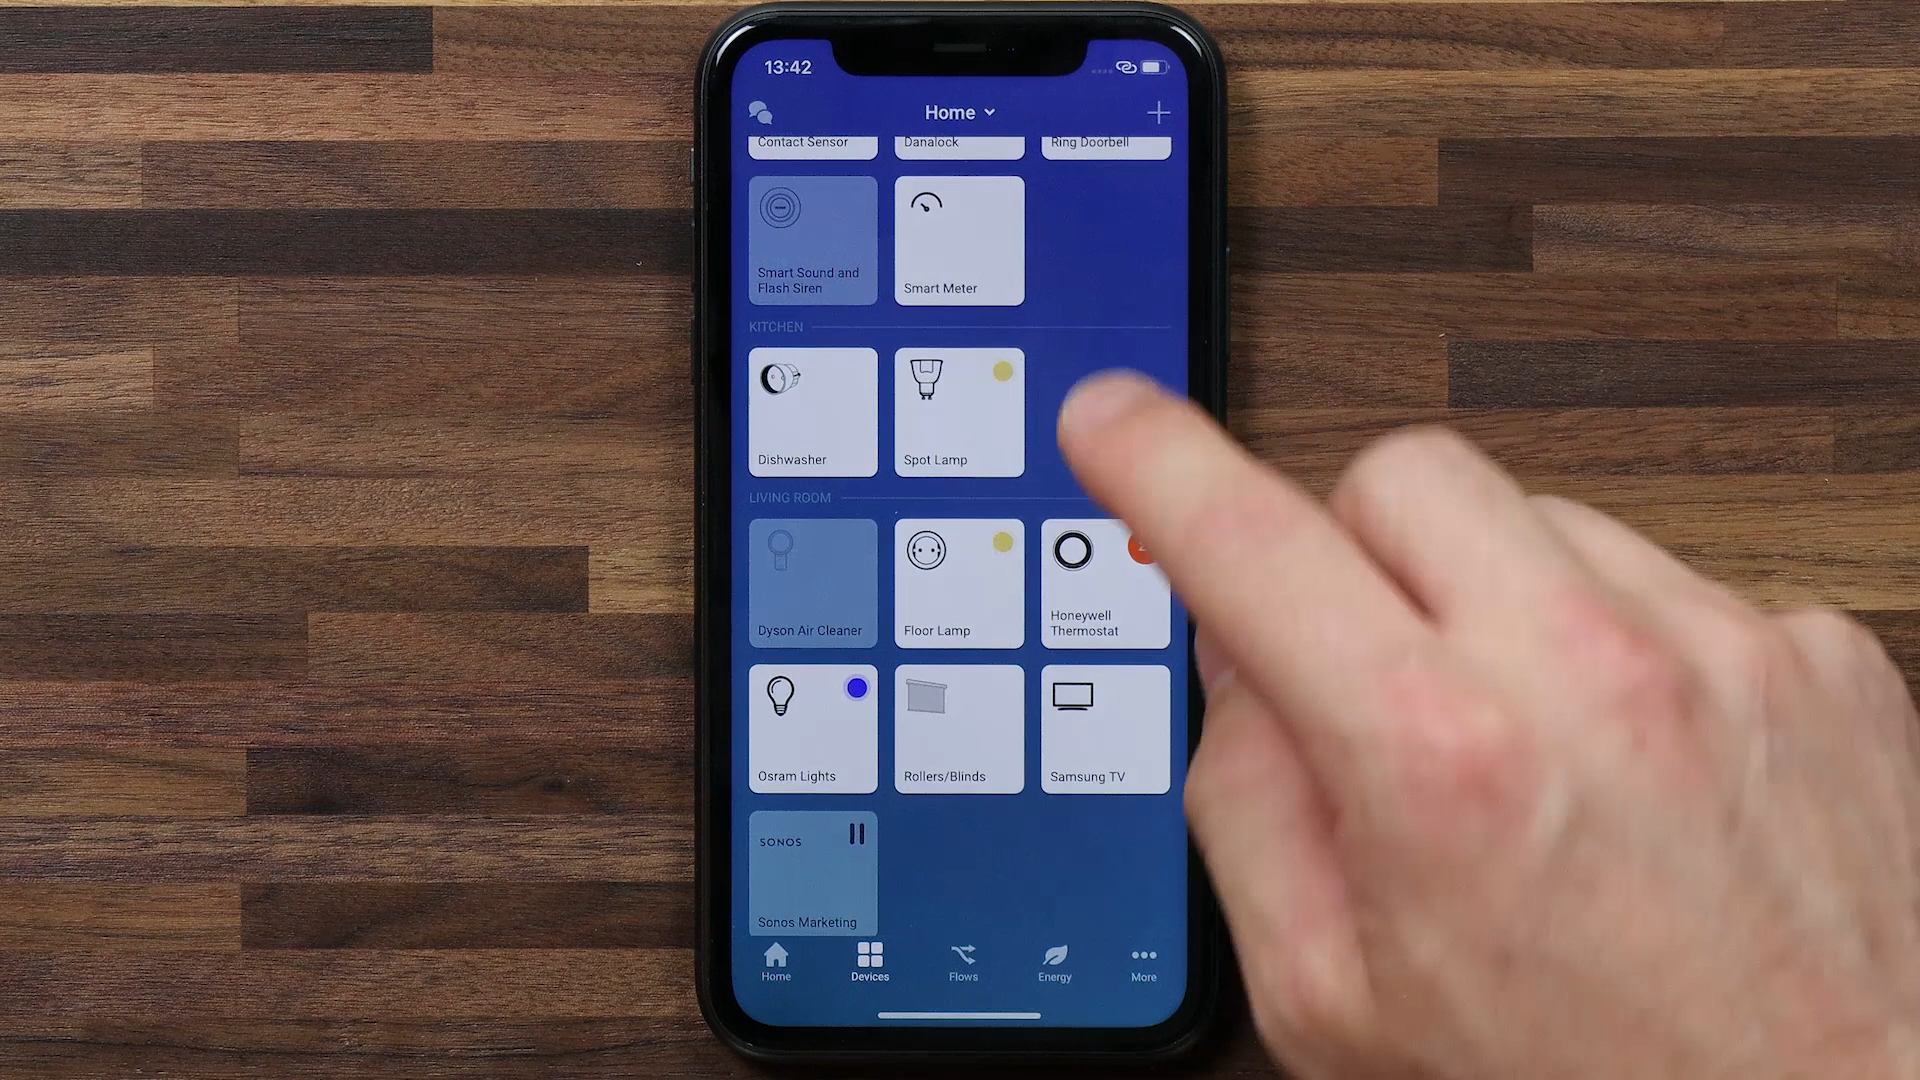 13:42
Home
Contact Sensor
Danalock
Ring Doorbell
Smart Sound and
Flash Siren
Smart Meter
KITCHEN
Dishwasher
Spot Lamp
LIVING ROOM
Dyson Air Cleaner
Floor Lamp
Honeywell
Thermostat
Osram Lights
Rollers/Blinds
Samsung TV
SONOS
Sonos Marketing
Home
Devices
Flows
Energy
More